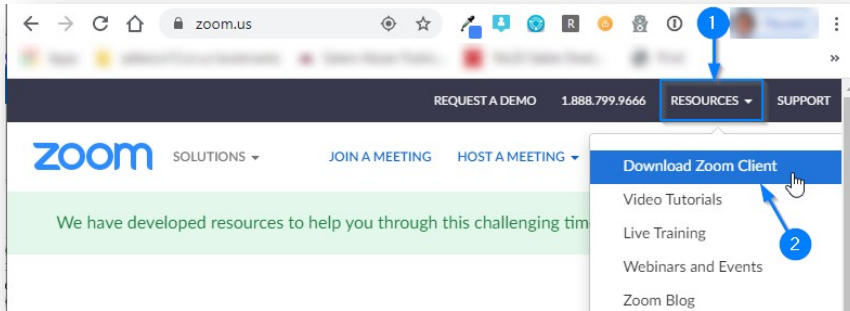 zoom.us
R
1
REQUEST A DEMO 1.888.799.9666 RESOURCES SUPPORT
zoom SOLUTIONS JOIN A MEETING HOST A MEETING
Download Zoom Client
Video Tutorials
We have developed resources to help you through this challenging tim
Live Training
2
Webinars and Events
Zoom Blog